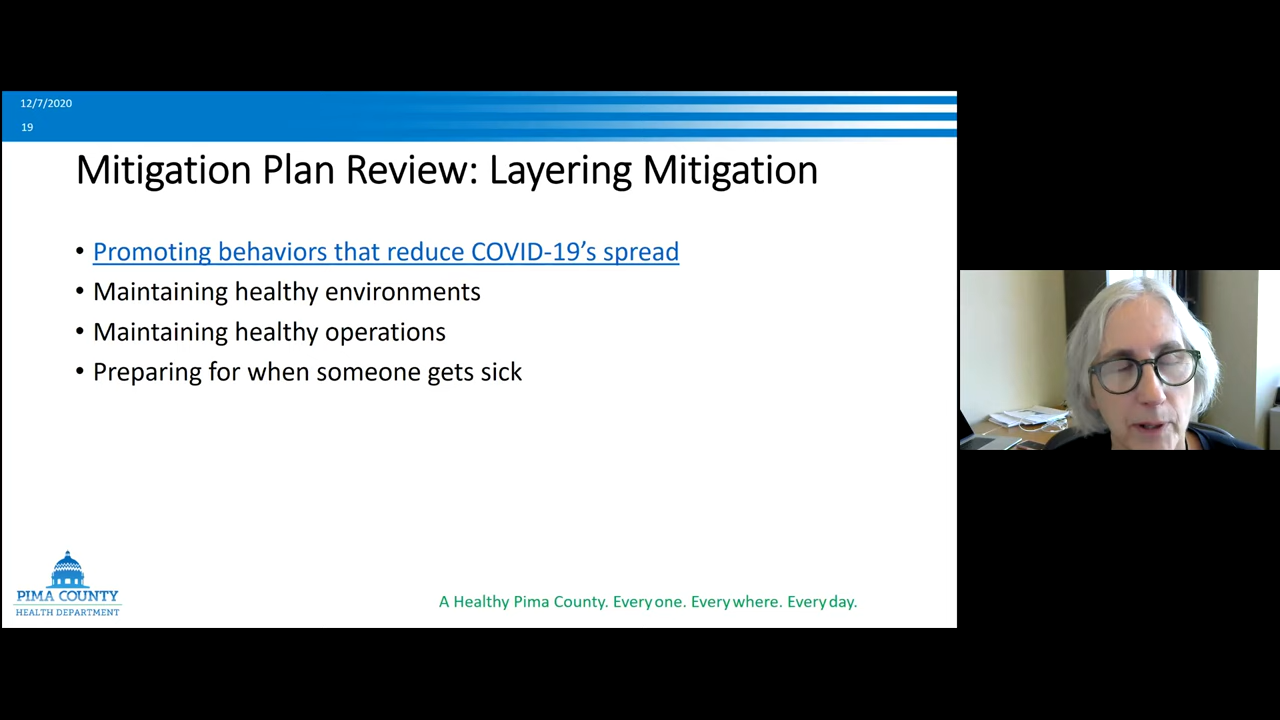 12/7/2020
19
Mitigation Plan Review: Layering Mitigation
• Promoting behaviors that reduce COVID-19’s spread
• Maintaining healthy environments
• Maintaining healthy operations
• Preparing for when someone gets sick
PIMA COUNTY
HEALTH DEPARTMENT
A Healthy Pima County. Every one. Every where. Every day.